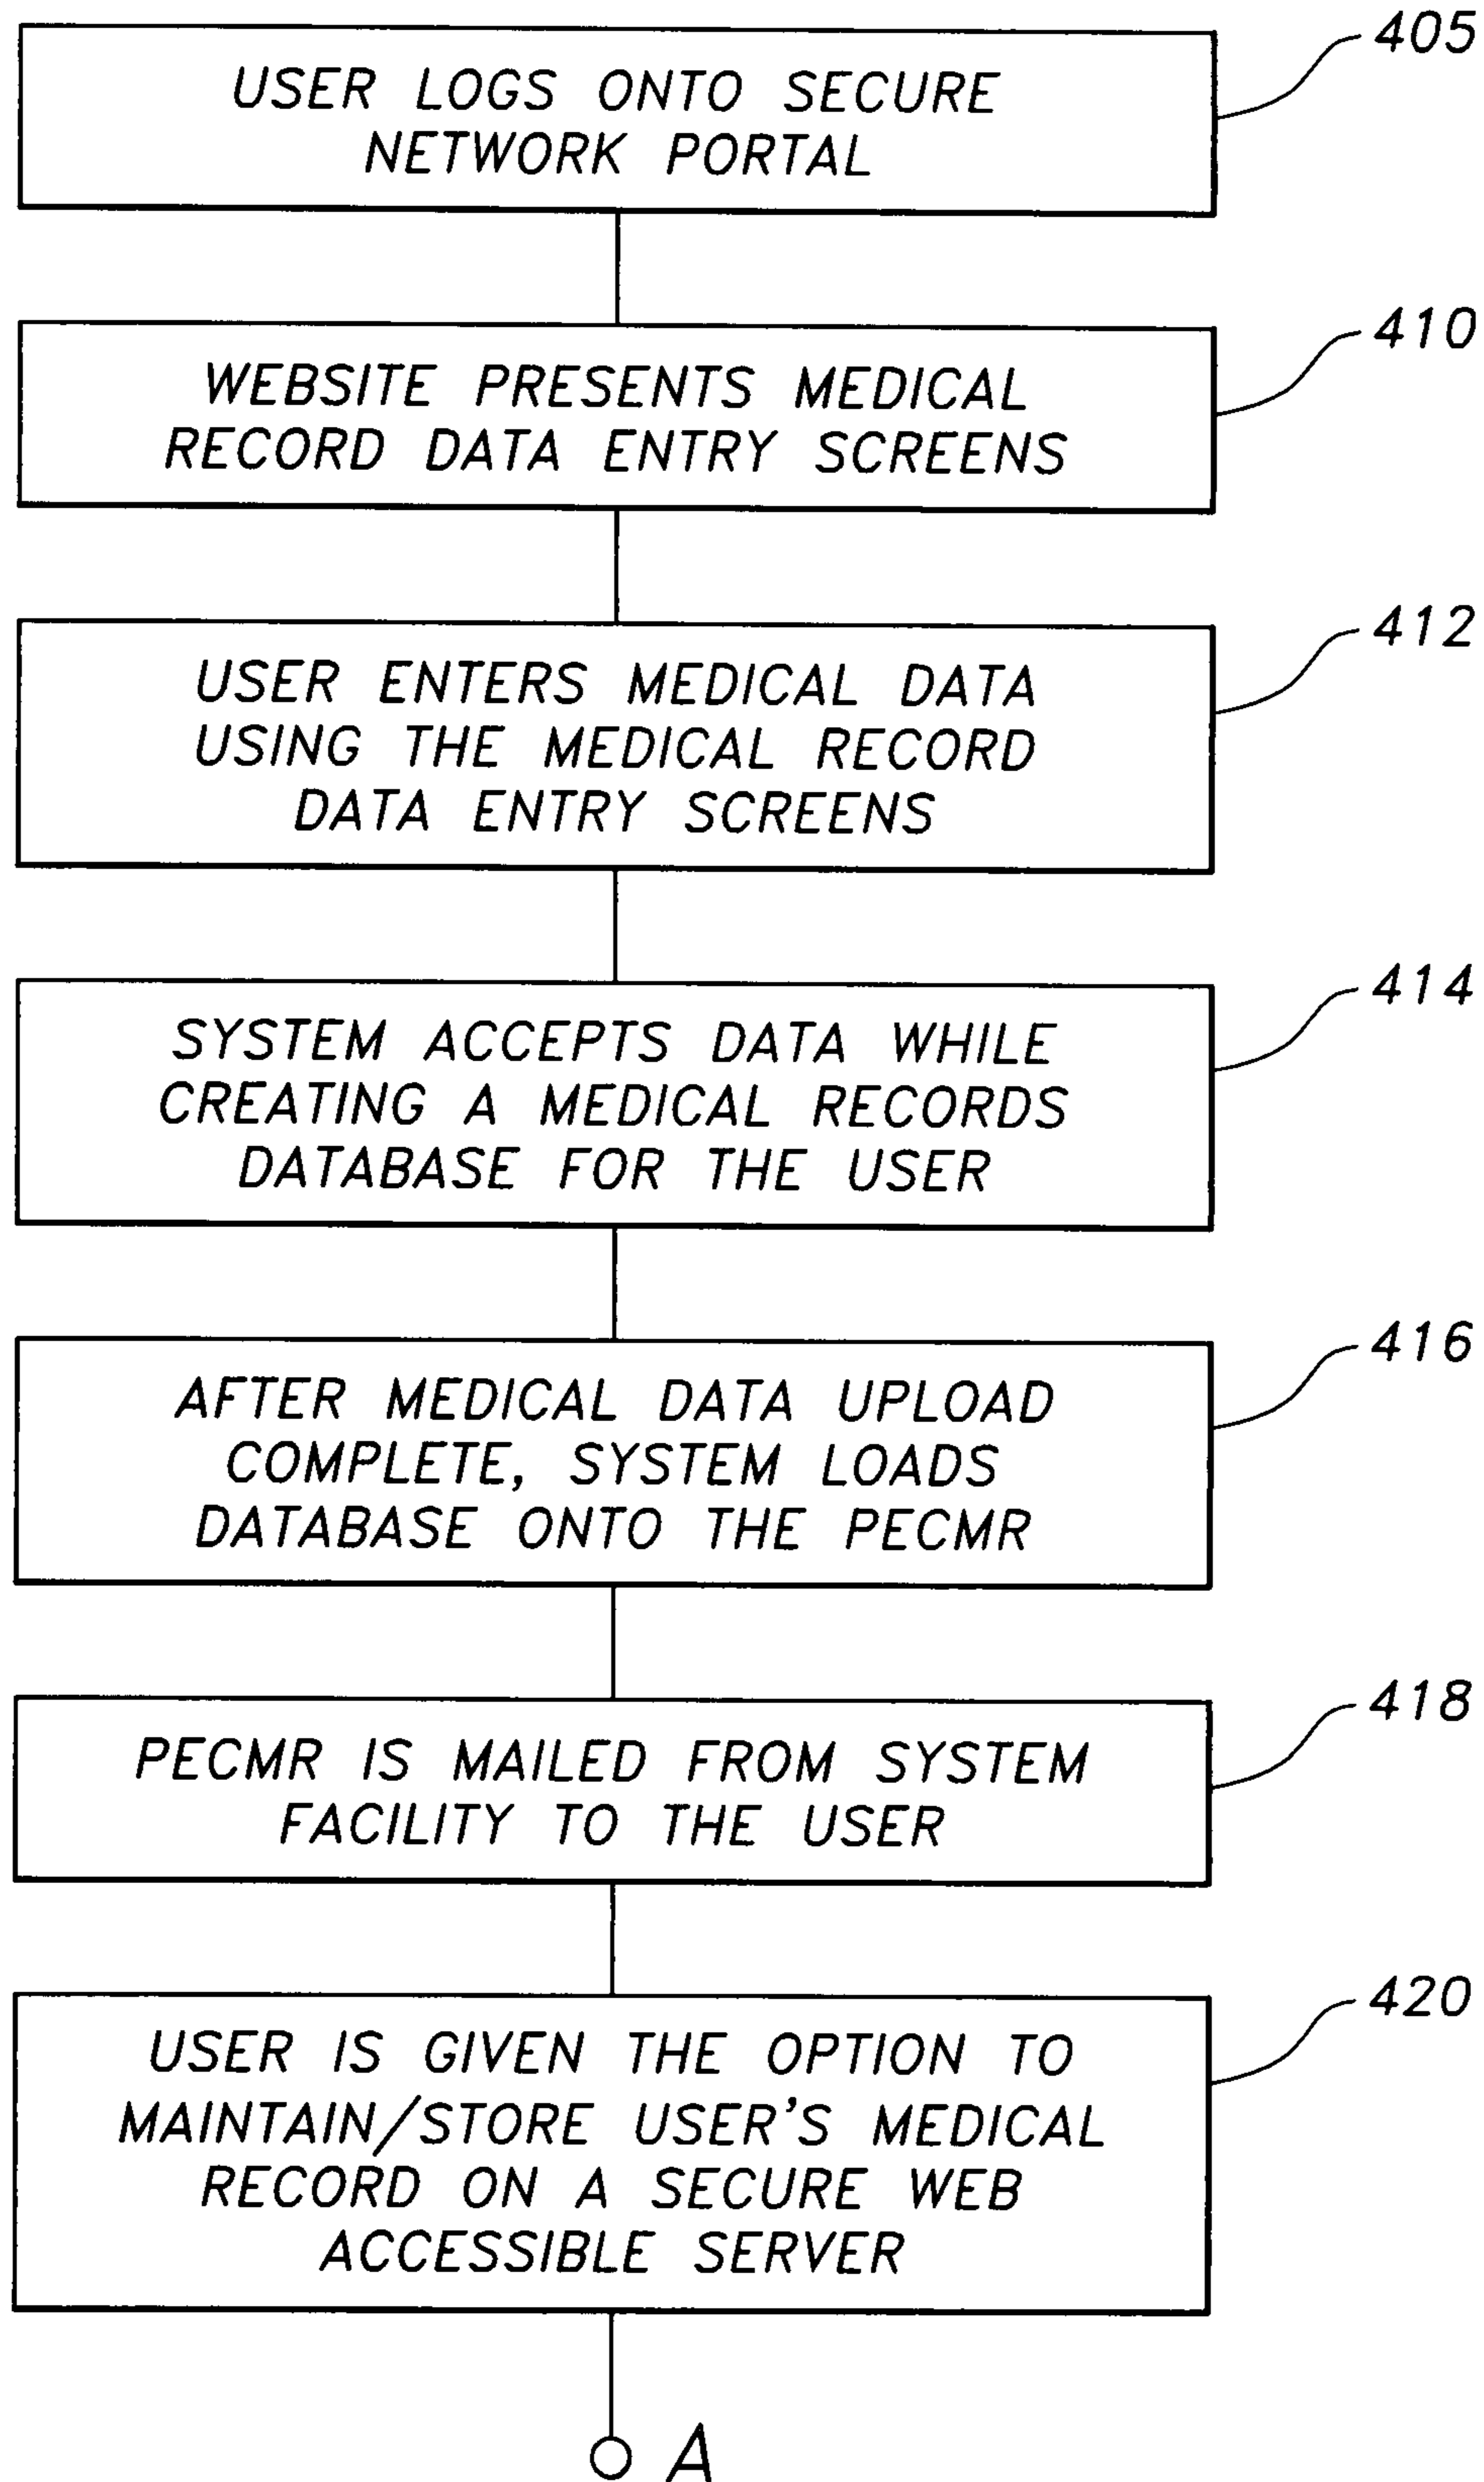 405
USER LOGS ONTO SECURE
NETWORK PORTAL
410
WEBSITE PRESENTS MEDICAL
RECORD DATA ENTRY SCREENS
412
USER ENTERS MEDICAL DATA
USING THE MEDICAL RECORD
DATA ENTRY SCREENS
414
SYSTEM ACCEPTS DATA WHILE
CREATING A MEDICAL RECORDS
DATABASE FOR THE USER
416
AFTER MEDICAL DATA UPLOAD
COMPLETE, SYSTEM LOADS
DATABASE ONTO THE PECMR
418
PECMR IS MAILED FROM SYSTEM
FACILITY TO THE USER
420
USER IS GIVEN THE OPTION TO
MAINTAIN/STORE USER'S MEDICAL
RECORD ON A SECURE WEB
ACCESSIBLE SERVER
A